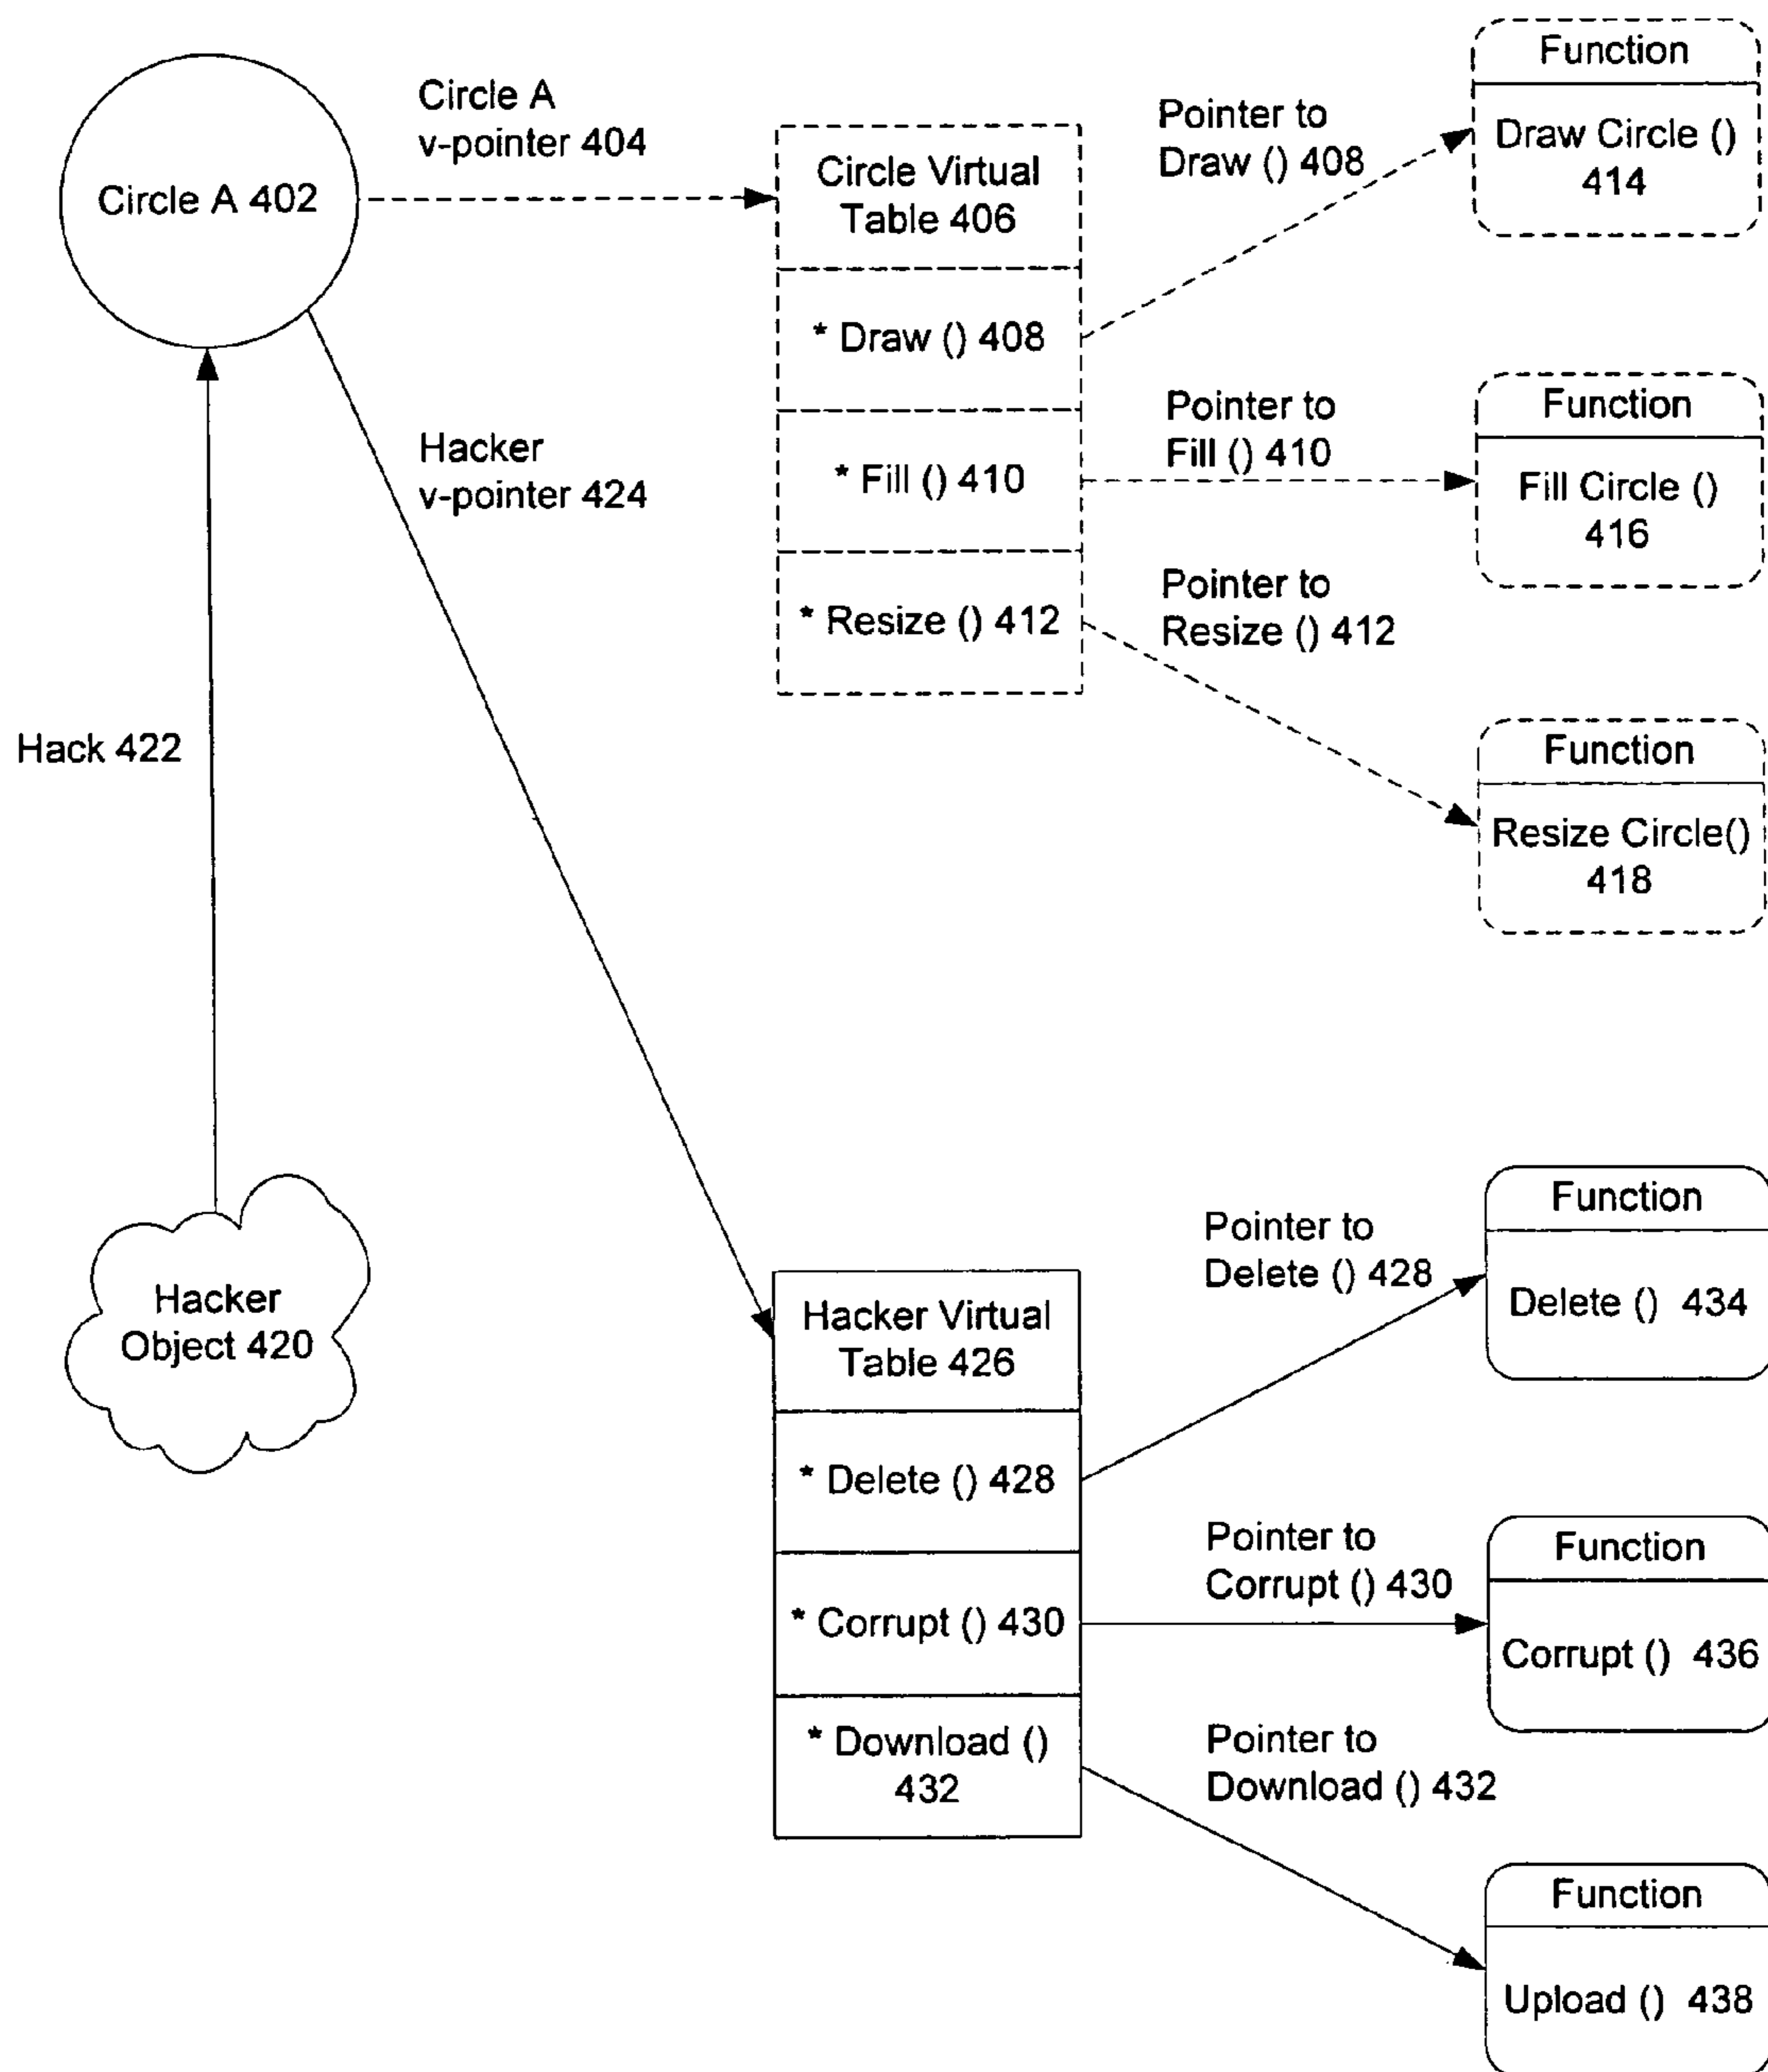 Circle A 402
Circle A
v-pointer 404
Circle Virtual
Table 406
* Draw () 408
* Fill () 410
* Resize () 412
Pointer to
Draw () 408
Function
Draw Circle ()
414
Pointer to
Fill () 410
Function
Fill Circle ()
416
Pointer to
Resize () 412
Function
Resize Circle()
418
Hacker
v-pointer 424
Hack 422
Hacker
Object 420
Hacker Virtual
Table 426
* Delete () 428
* Corrupt () 430
* Download ()
432
Pointer to
Delete () 428
Function
Delete () 434
Pointer to
Corrupt () 430
Function
Corrupt () 436
Pointer to
Download () 432
Function
Upload () 438